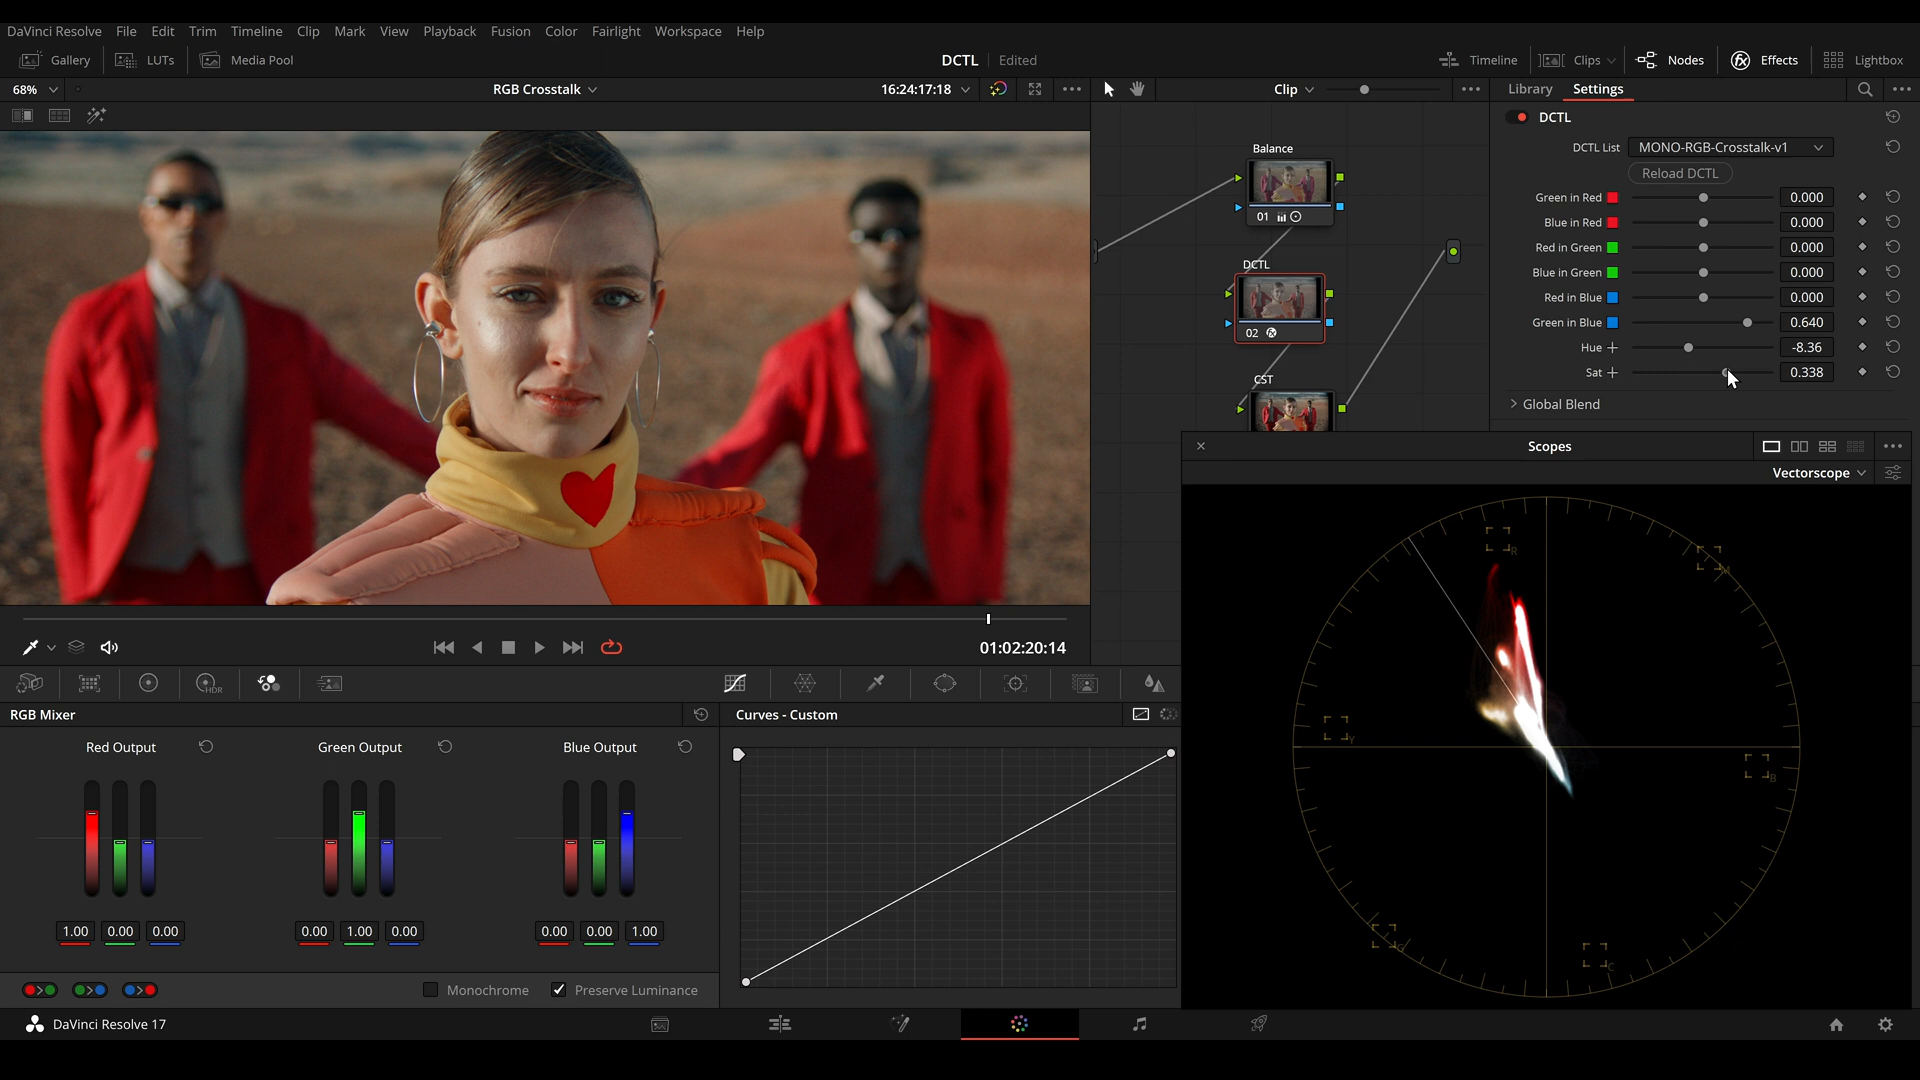 DaVinci Resolve File Edit Trim Timeline Clip Mark View Playback Fusion Color Fairlight Workspace Help
Gallery LUTs Media Pool DCTL Edited Timeline Clips Nodes Effects Lightbox
68% RGB Crosstalk 16:24:17:18 Clip Library Settings
DCTL
DCTL List MONO-RGB-Crosstalk-v1
Reload DCTL
Green in Red 0.000
Blue in Red 0.000
Red in Green 0.000
Blue in Green 0.000
Red in Blue 0.000
Green in Blue 0.640
Hue -8.36
Sat 0.338
Global Blend
Balance
01
DCTL
02
CST
Scopes
Vectorscope
R
Y
B
G
C
01:02:20:14
HDR
RGB Mixer Curves - Custom
Red Output Green Output Blue Output
1.00 0.00 0.00 0.00 1.00 0.00 0.00 0.00 1.00
Monochrome Preserve Luminance
DaVinci Resolve 17